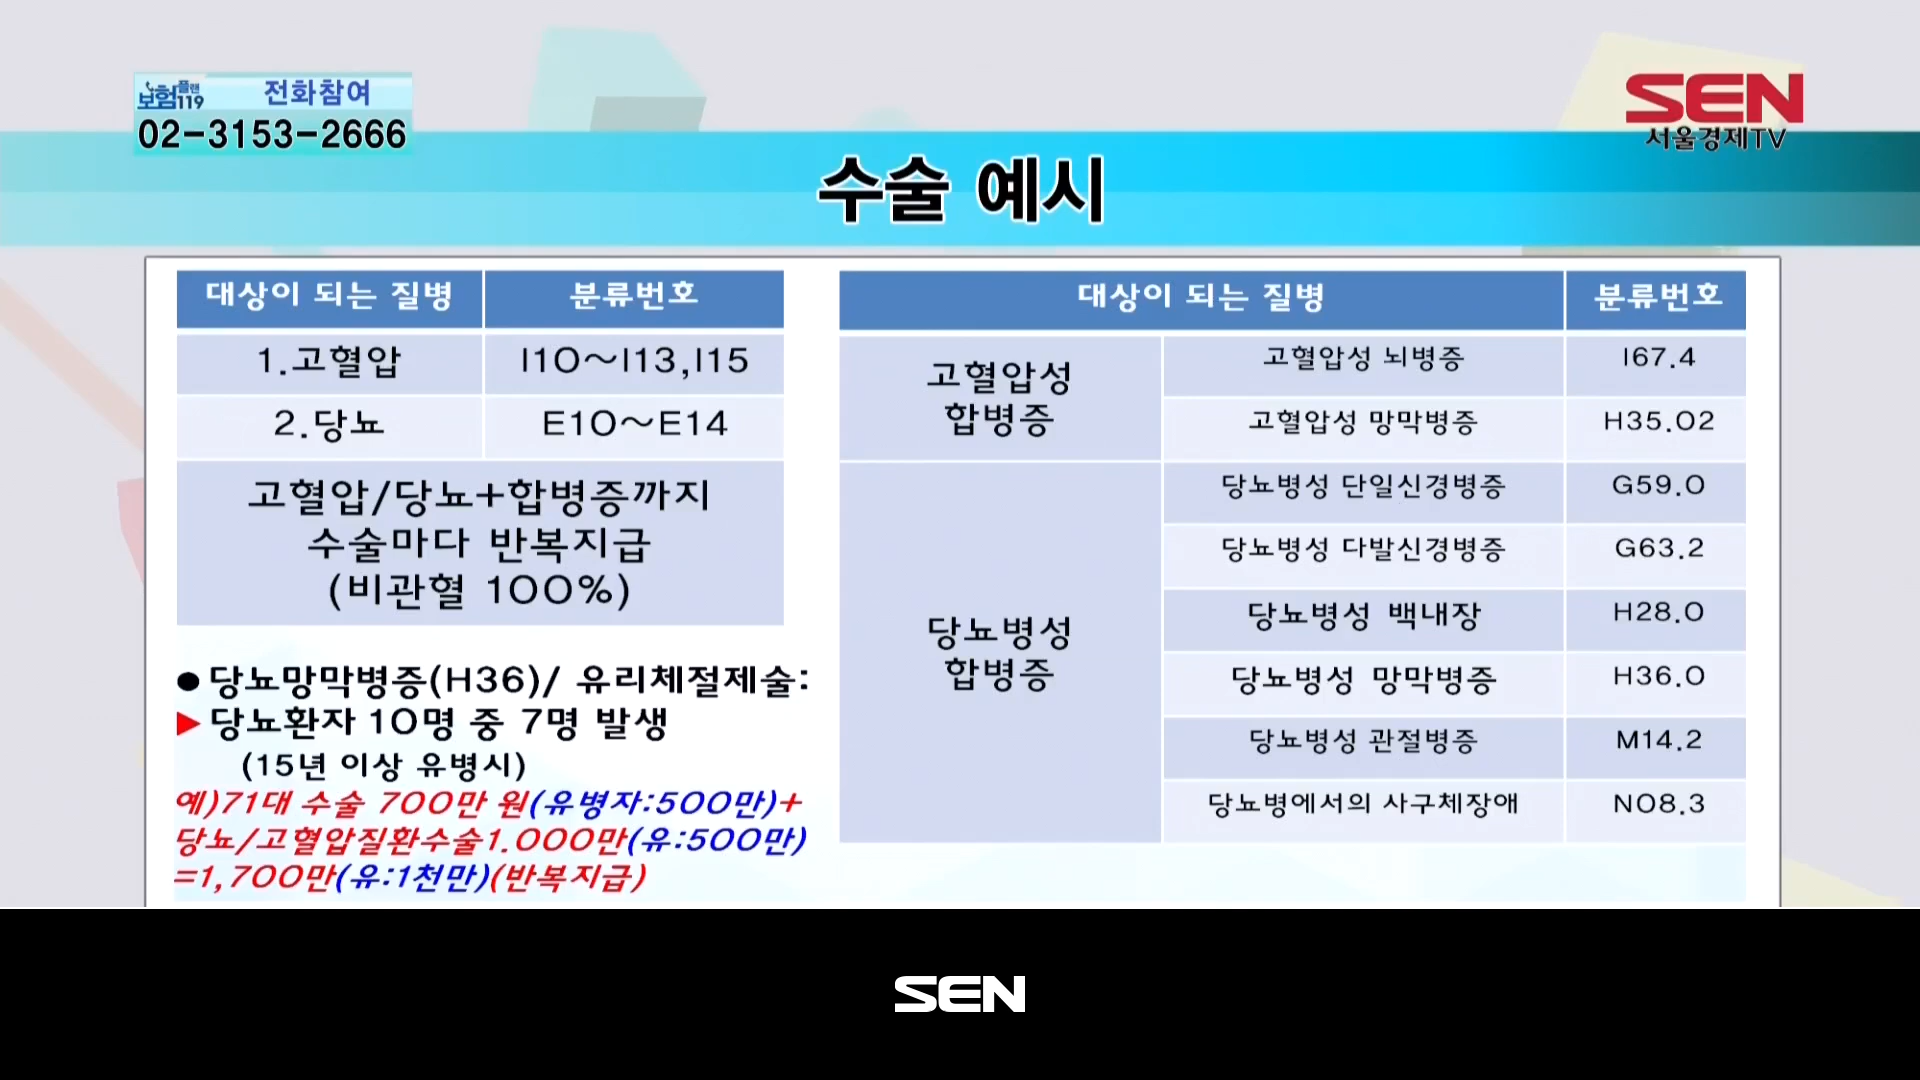 보험플랜119 전화참여
02-3153-2666
SEN
서울경제TV
수술 예시
대상이 되는 질병 분류번호
1.고혈압 I10~I13,I15
2.당뇨 E10~E14
고혈압/당뇨+합병증까지
수술마다 반복지급
(비관혈 100%)
● 당뇨망막병증(H36)/ 유리체절제술:
▶ 당뇨환자 10명 중 7명 발생
(15년 이상 유병시)
예)71대 수술 700만 원(유병자:500만)+
당뇨/고혈압질환수술1.000만(유:500만)
=1,700만(유:1천만)(반복지급)
대상이 되는 질병 분류번호
고혈압성
합병증
고혈압성 뇌병증 I67.4
고혈압성 망막병증 H35.02
당뇨병성
합병증
당뇨병성 단일신경병증 G59.0
당뇨병성 다발신경병증 G63.2
당뇨병성 백내장 H28.0
당뇨병성 망막병증 H36.0
당뇨병성 관절병증 M14.2
당뇨병에서의 사구체장애 N08.3
SEN